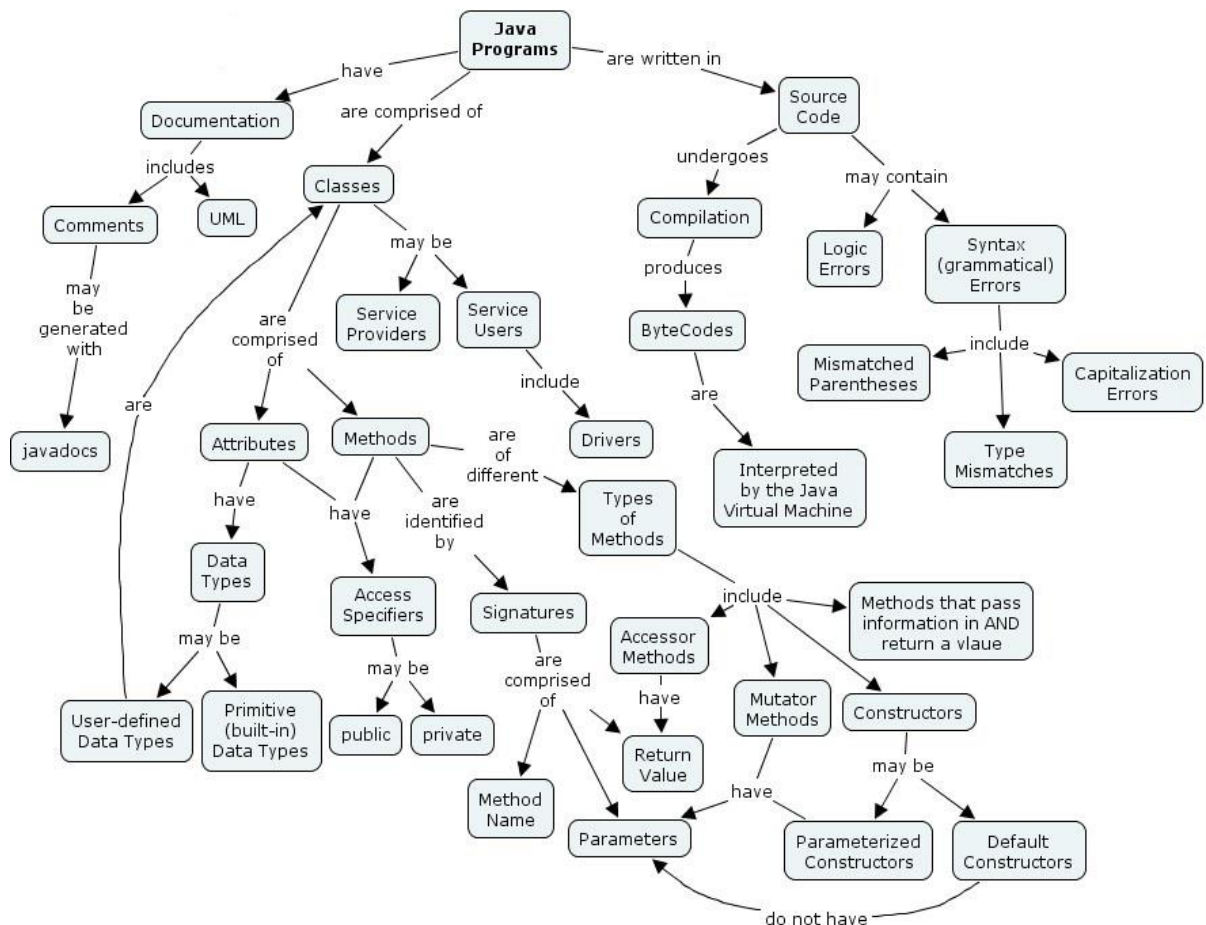 Java
Programs
have
are written in
are comprised of
Documentation
Source
Code
includes
undergoes
may contain
Classes
Comments
UML
may be
Compilation
Logic
Errors
Syntax
(grammatical)
Errors
may
be
generated
with
produces
are
comprised
of
Service
Providers
Service
Users
ByteCodes
include
Mismatched
Parentheses
Capitalization
Errors
are
include
are
javadocs
Attributes
Methods
Drivers
are
of
different
Type
Mismatches
Interpreted
by the Java
Virtual Machine
have
have
are
identified
by
Types
of
Methods
Data
Types
Access
Specifiers
Signatures
include
Methods that pass
information in AND
return a vlaue
Accessor
Methods
may be
may be
are
comprised
of
have
Mutator
Methods
Constructors
User-defined
Data Types
Primitive
(built-in)
Data Types
public
private
Return
Value
may be
Method
Name
have
Parameters
Parameterized
Constructors
Default
Constructors
do not have